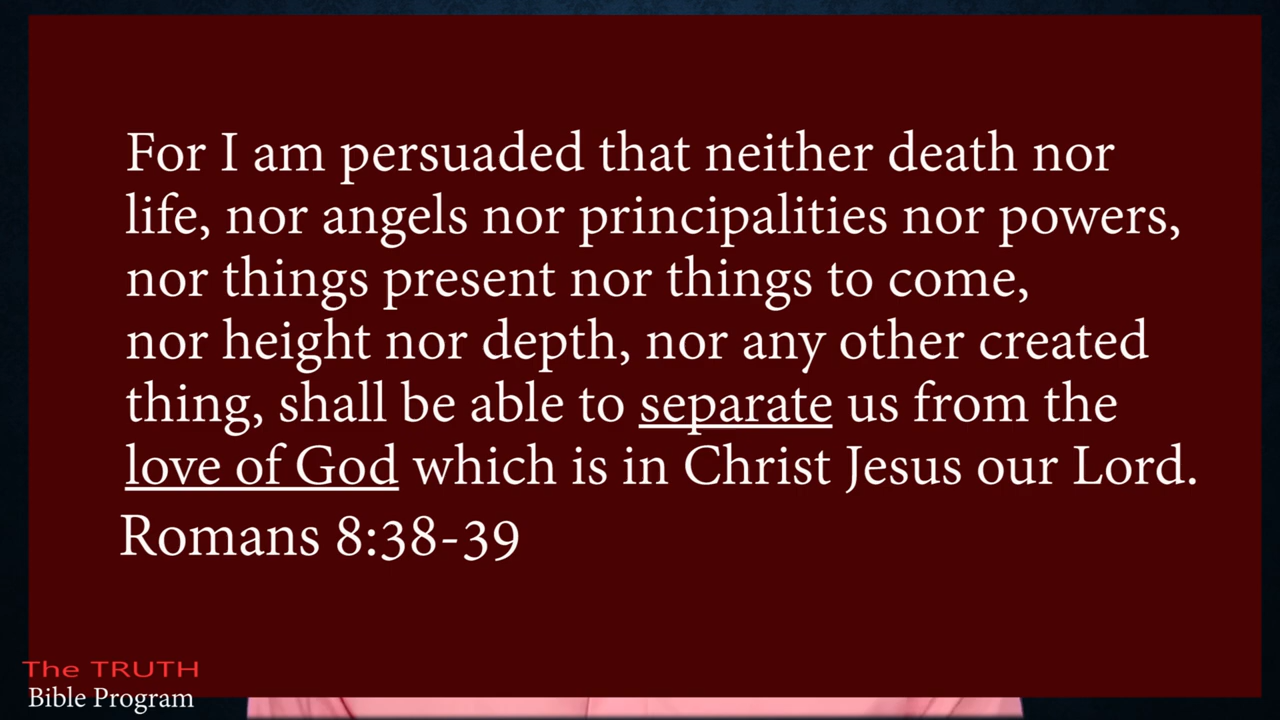 For I am persuaded that neither death nor
life, nor angels nor principalities nor powers,
nor things present nor things to come,
nor height nor depth, nor any other created
thing, shall be able to separate us from the
love of God which is in Christ Jesus our Lord.
Romans 8:38-39
The TRUTH
Bible Program